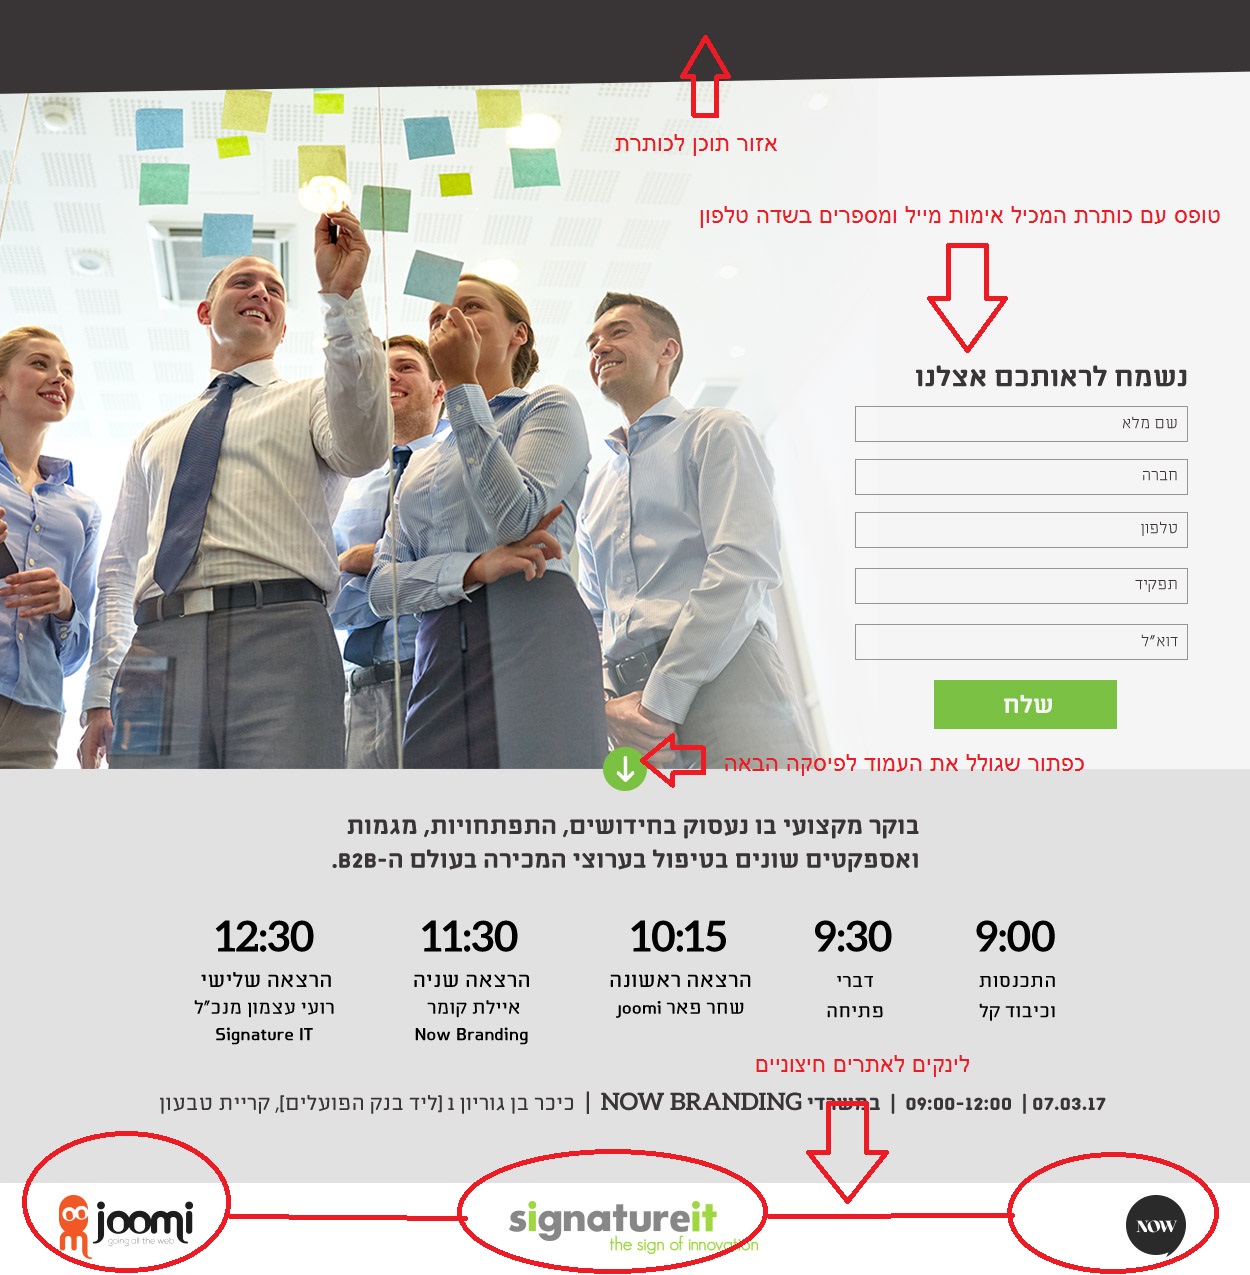 אזור תוכן לכותרת
טופס עם כותרת המכיל אימות מייל ומספרים בשדה טלפון
נשמח לראותכם אצלנו
שם מלא
חברה
טלפון
תפקיד
דוא"ל
שלח
כפתור שגולל את העמוד לפיסקה הבאה
בוקר מקצועי בו נעסוק בחידושים, התפתחויות, מגמות
ואספקטים שונים בטיפול בערוצי המכירה בעולם ה-B2B.
9:00
התכנסות
וכיבוד קל
9:30
דברי
פתיחה
10:15
הרצאה ראשונה
שחר פאר joomi
11:30
הרצאה שניה
איילת קומר
Now Branding
12:30
הרצאה שלישי
רועי עצמון מנכ"ל
Signature IT
לינקים לאתרים חיצוניים
07.03.17 | 09:00-12:00 | במשרדי NOW BRANDING | כיכר בן גוריון 1 [ליד בנק הפועלים], קריית טבעון
NOW
signatureit
the sign of innovation
joomi
going all the web